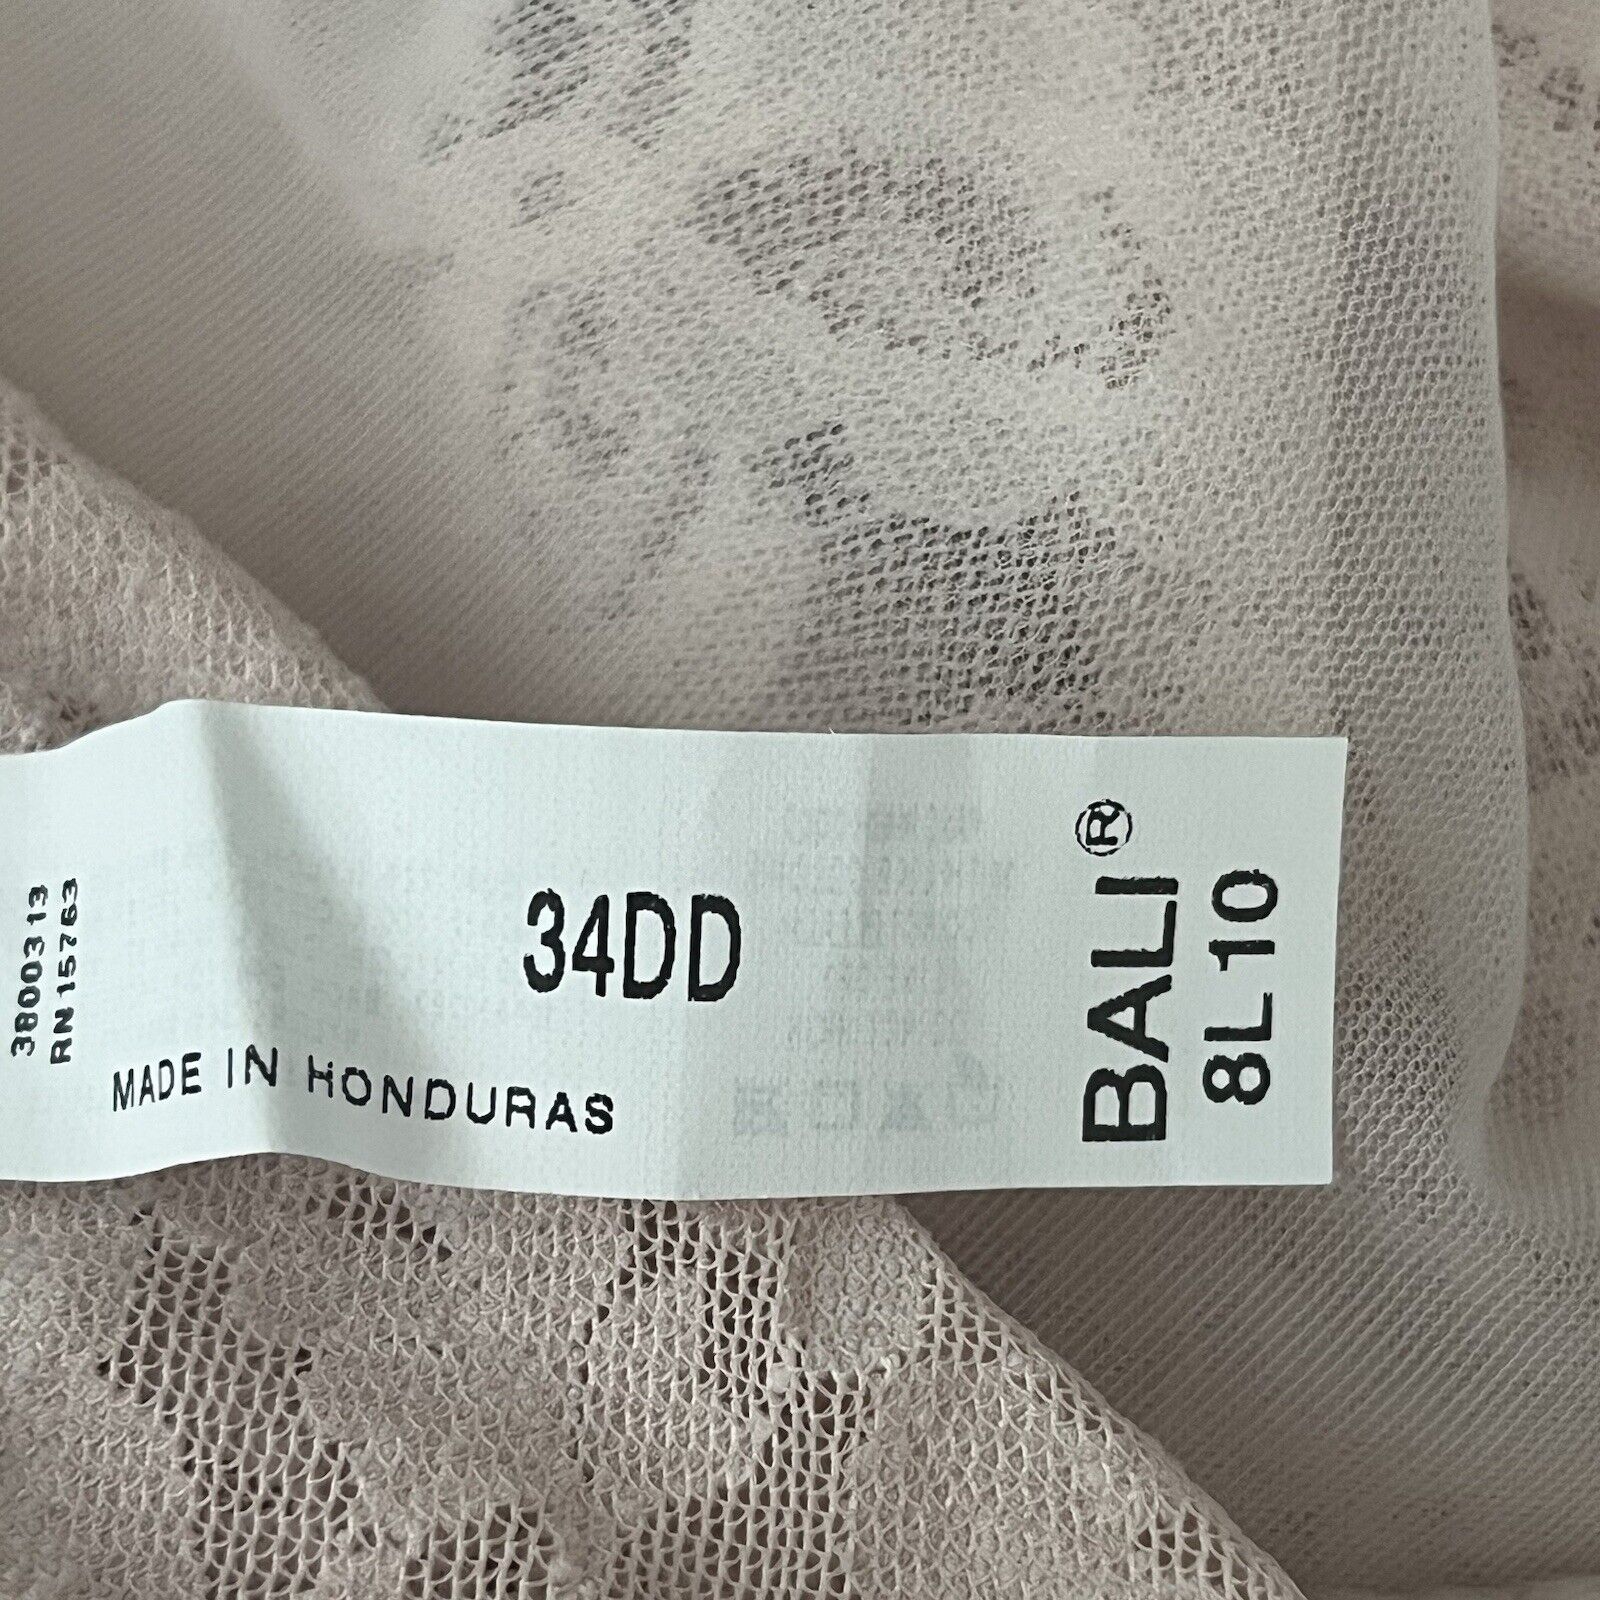 34DD
MADE IN HONDURAS
3800313
RN 15763
BALI®
8L10